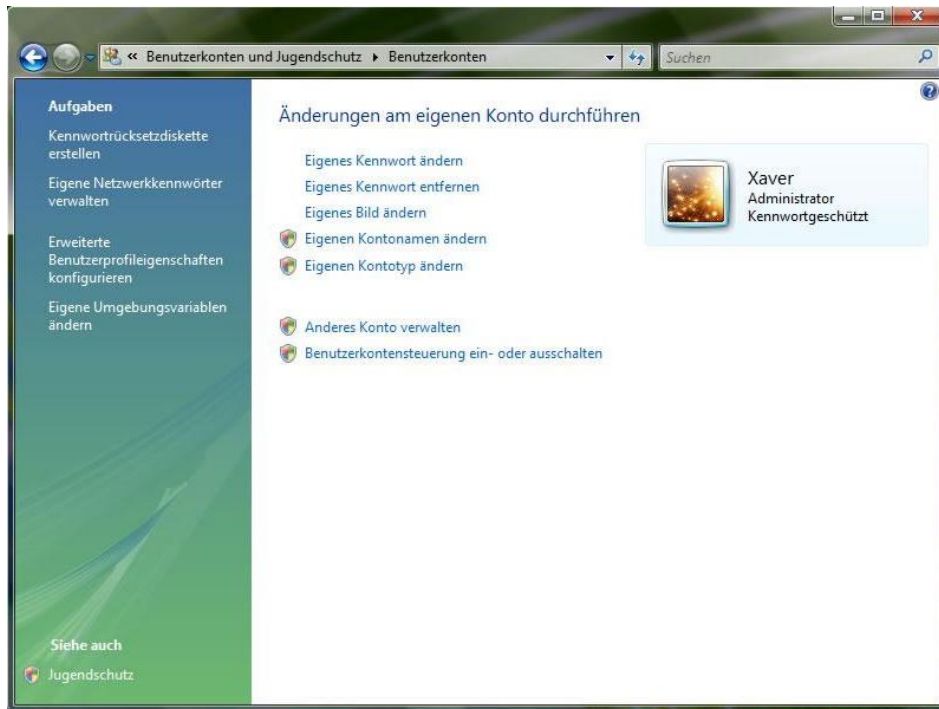 « Benutzerkonten und Jugendschutz ▸ Benutzerkonten
Suchen
Aufgaben
Kennwortrücksetzdiskette
erstellen
Eigene Netzwerkkennwörter
verwalten
Erweiterte
Benutzerprofileigenschaften
konfigurieren
Eigene Umgebungsvariablen
ändern
Siehe auch
Jugendschutz
Änderungen am eigenen Konto durchführen
Eigenes Kennwort ändern
Eigenes Kennwort entfernen
Eigenes Bild ändern
Eigenen Kontonamen ändern
Eigenen Kontotyp ändern
Anderes Konto verwalten
Benutzerkontensteuerung ein- oder ausschalten
Xaver
Administrator
Kennwortgeschützt